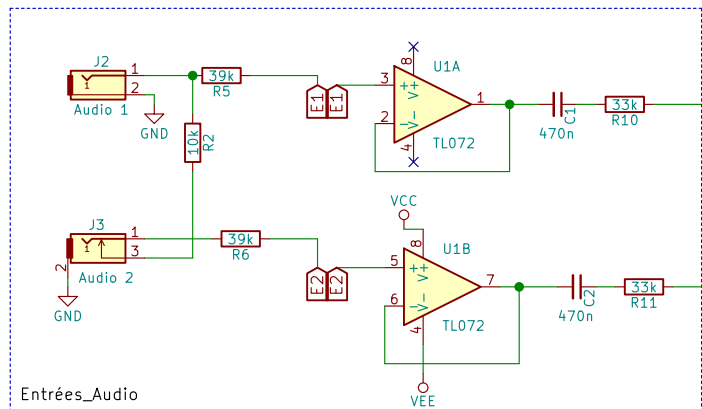 J2
1
2
1
Audio 1
GND
39k
R5
10k
R2
E1
E1
U1A
8
3
2
1
4
V+
V-
TL072
C1
470n
33k
R10
J3
1
1
3
2
Audio 2
GND
39k
R6
E2
E2
VCC
U1B
8
5
6
7
4
V+
V-
TL072
VEE
C2
470n
33k
R11
Entrées_Audio